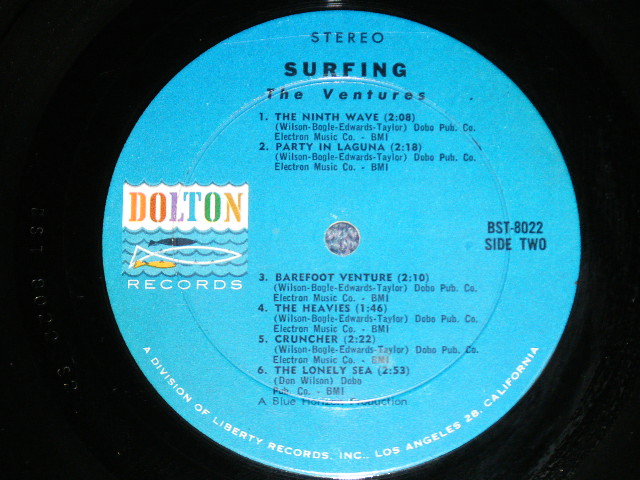 STEREO
SURFING
The Ventures
1. THE NINTH WAVE (2:08)
(Wilson-Bogle-Edwards-Taylor) Dobo Pub. Co.
Electron Music Co. - BMI
2. PARTY IN LAGUNA (2:18)
(Wilson-Bogle-Edwards-Taylor) Dobo Pub. Co.
Electron Music Co. - BMI
DOLTON
RECORDS
BST-8022
SIDE TWO
3. BAREFOOT VENTURE (2:10)
(Wilson-Bogle-Edwards-Taylor) Dobo Pub. Co.
Electron Music Co. - BMI
4. THE HEAVIES (1:46)
(Wilson-Bogle-Edwards-Taylor) Dobo Pub. Co.
Electron Music Co. - BMI
5. CRUNCHER (2:22)
(Wilson-Bogle-Edwards-Taylor) Dobo Pub. Co.
Electron Music Co. - BMI
6. THE LONELY SEA (2:53)
(Don Wilson) Dobo
Pub. Co. - BMI
A Blue Horizon Production
A DIVISION OF LIBERTY RECORDS, INC., LOS ANGELES 28, CALIFORNIA